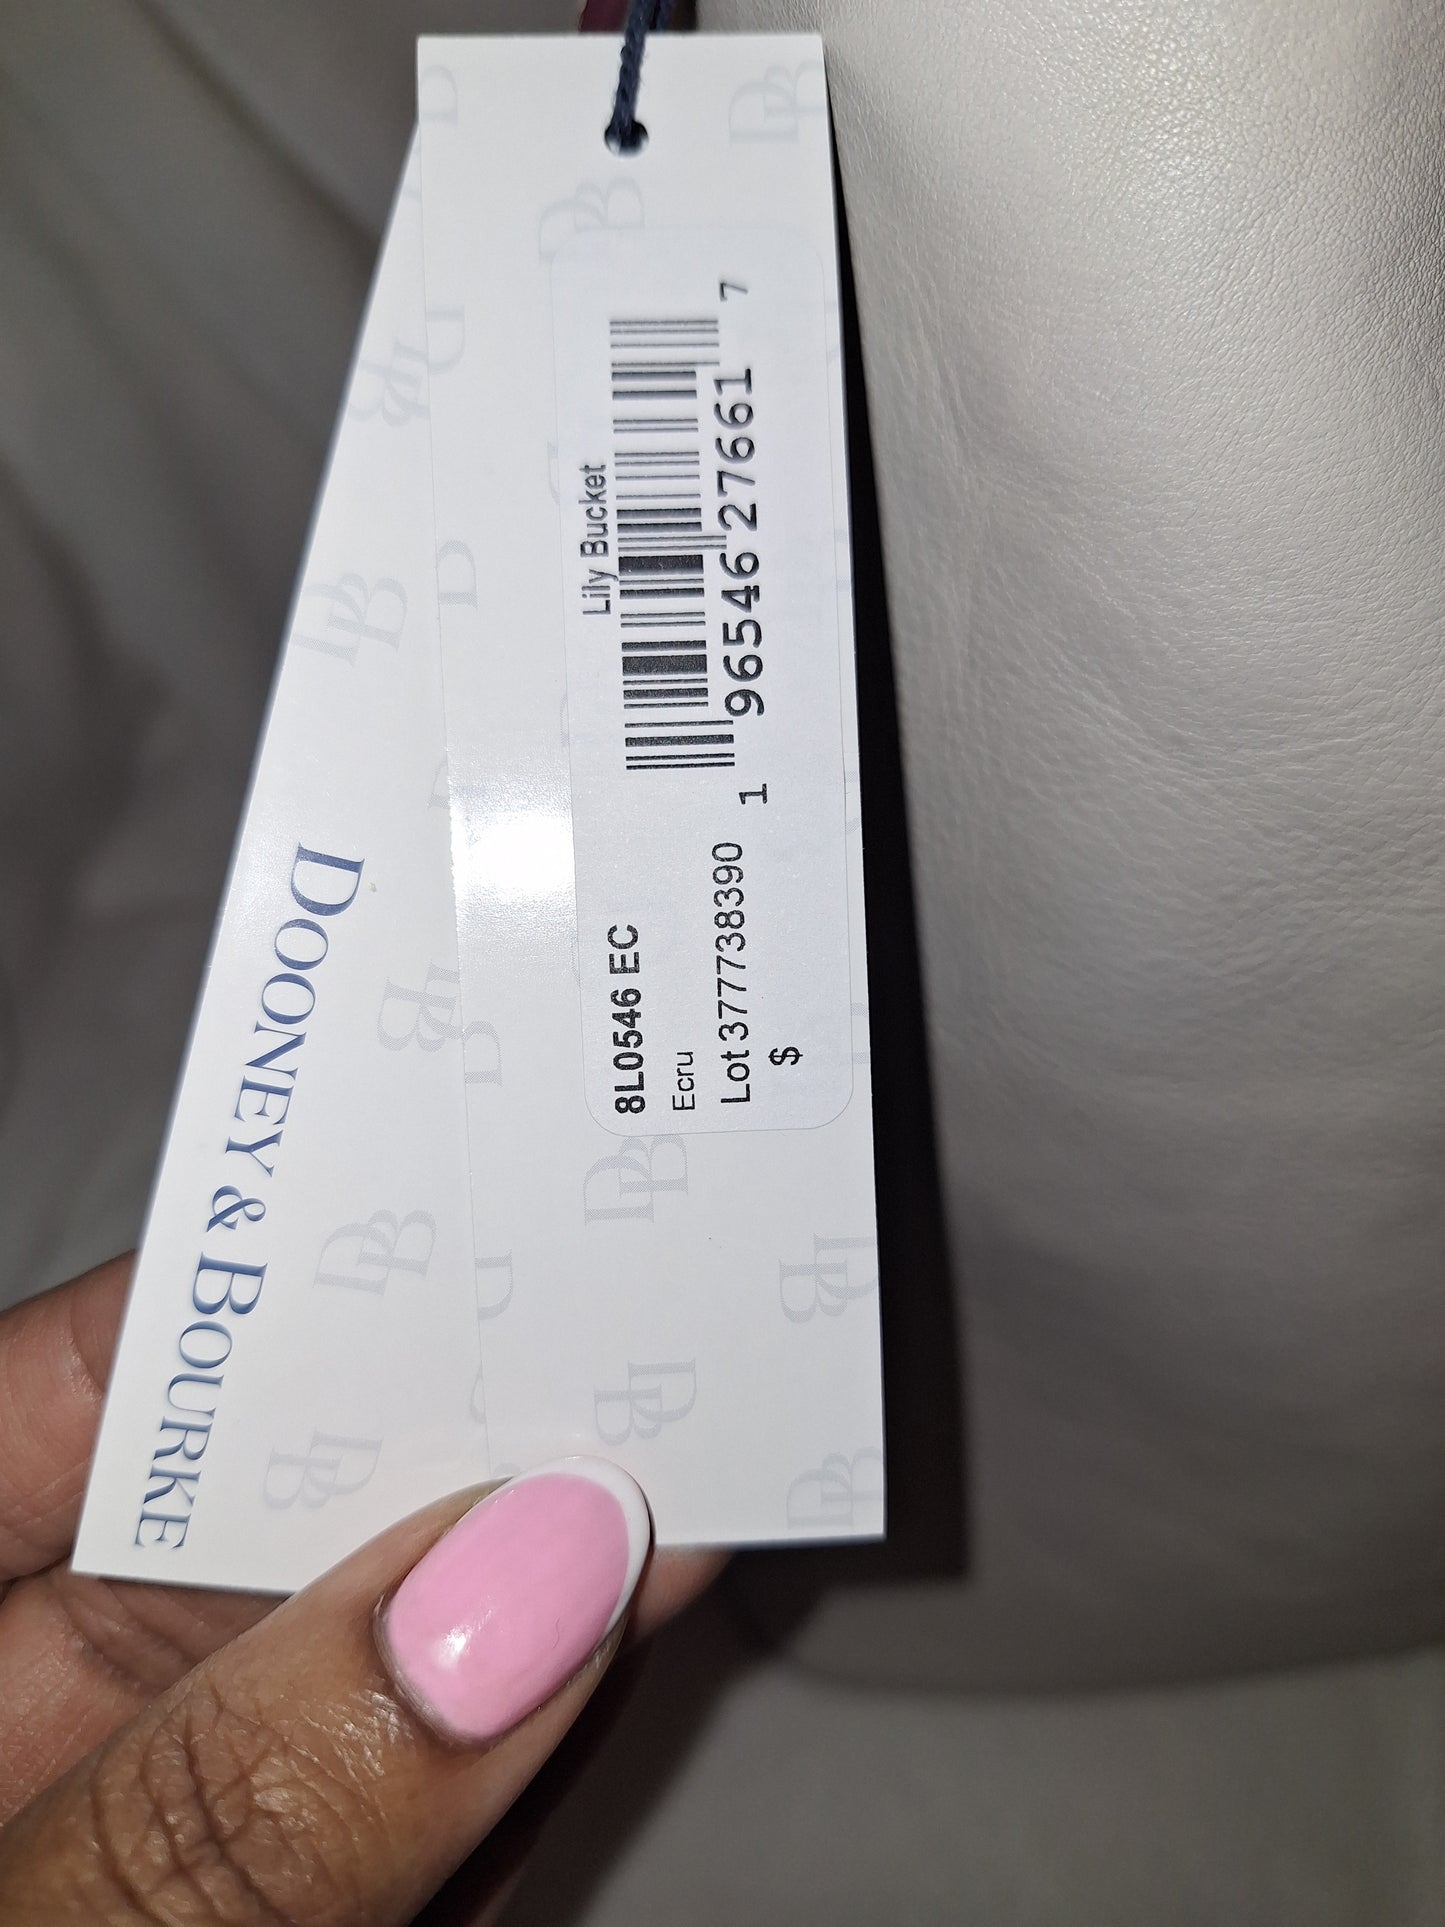 DOONEY & BOURKE
Lily Bucket
1 96546 27661 7
8L0546 EC
Ecru
Lot 377738390
$